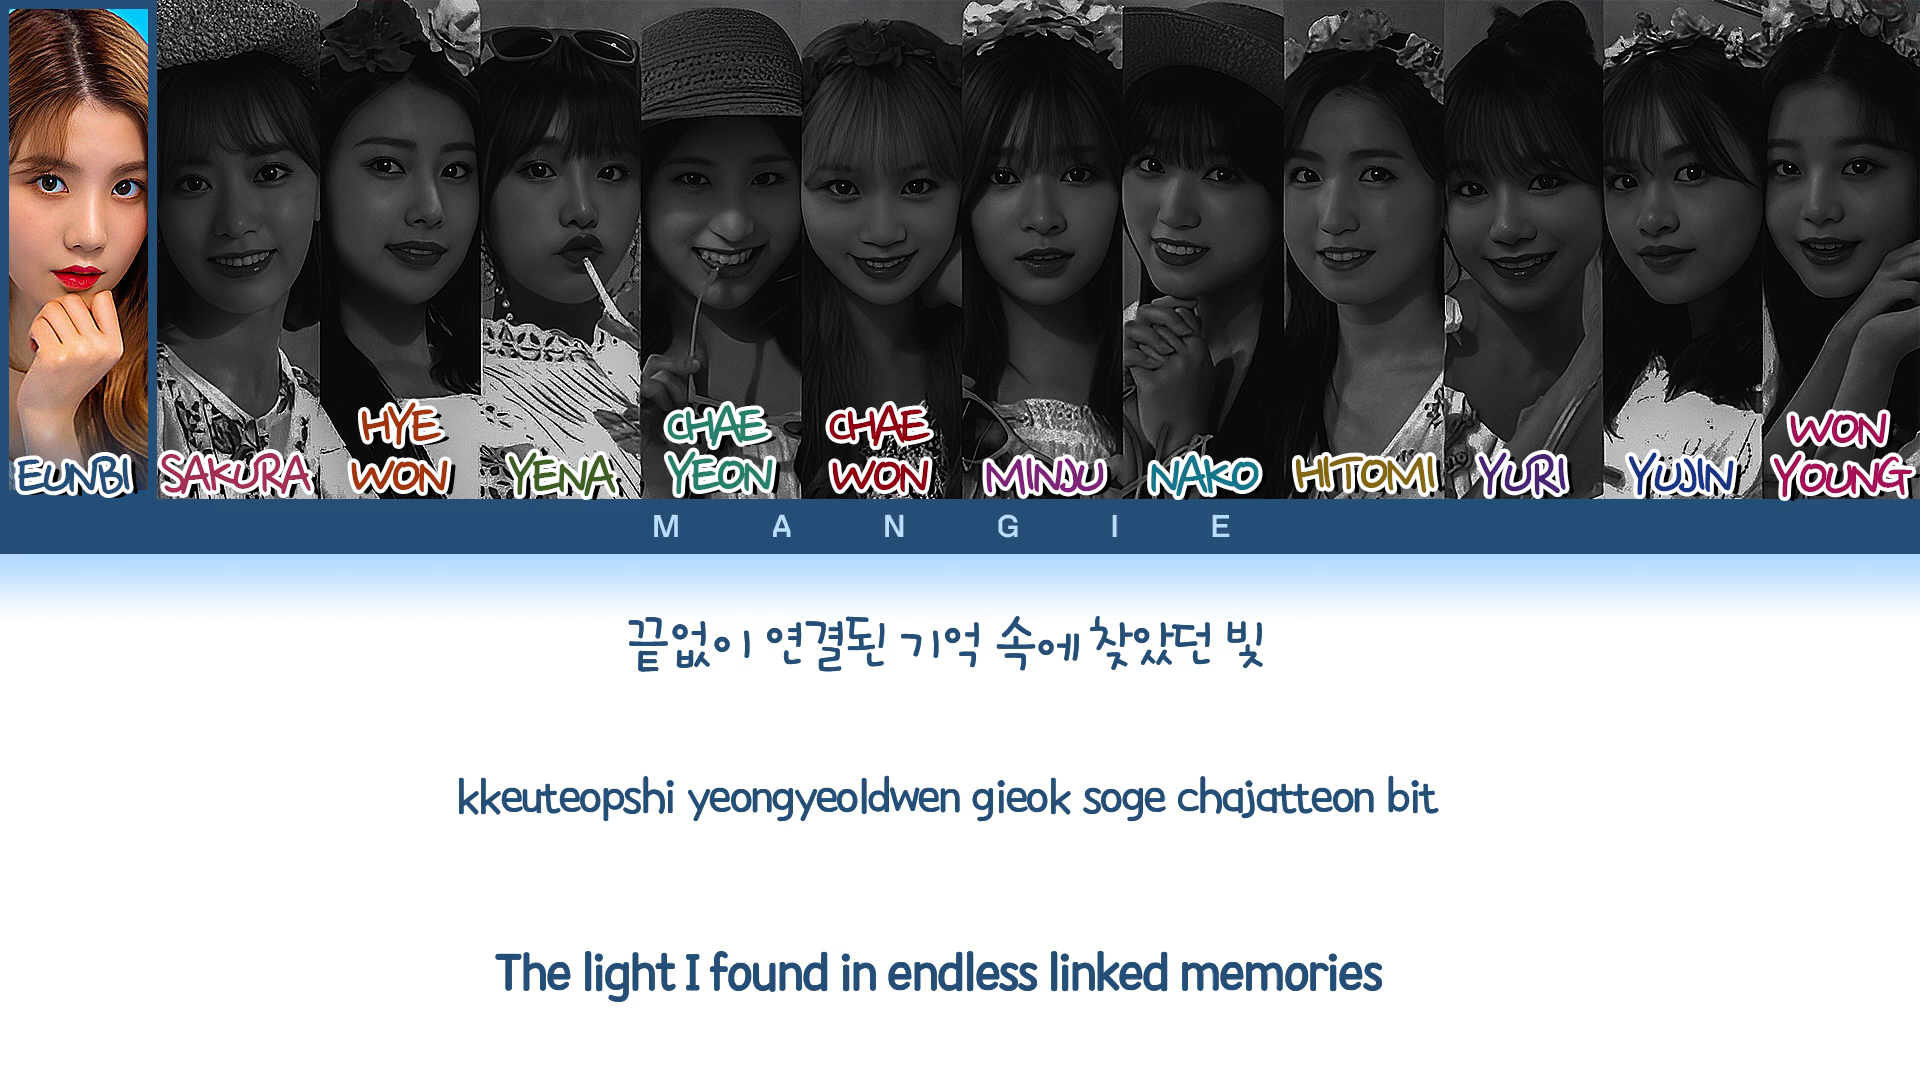 EUNBI
SAKURA
HYE
WON
YENA
CHAE
YEON
CHAE
WON
MINJU
NAKO
HITOMI
YURI
YUJIN
WON
YOUNG
M A N G I E
끝없이 연결된 기억 속에 찾았던 빛
kkeuteopshi yeongyeoldwen gieok soge chajatteon bit
The light I found in endless linked memories